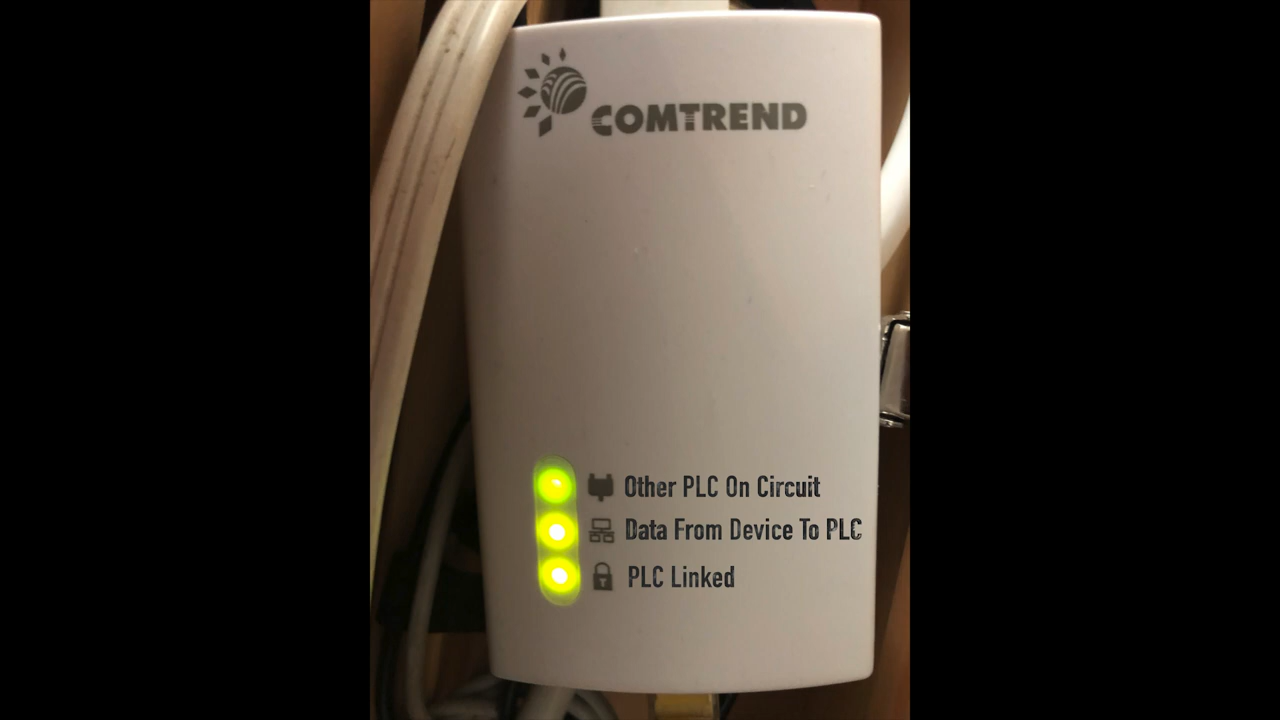 COMTREND
Other PLC On Circuit
Data From Device To PLC
PLC Linked